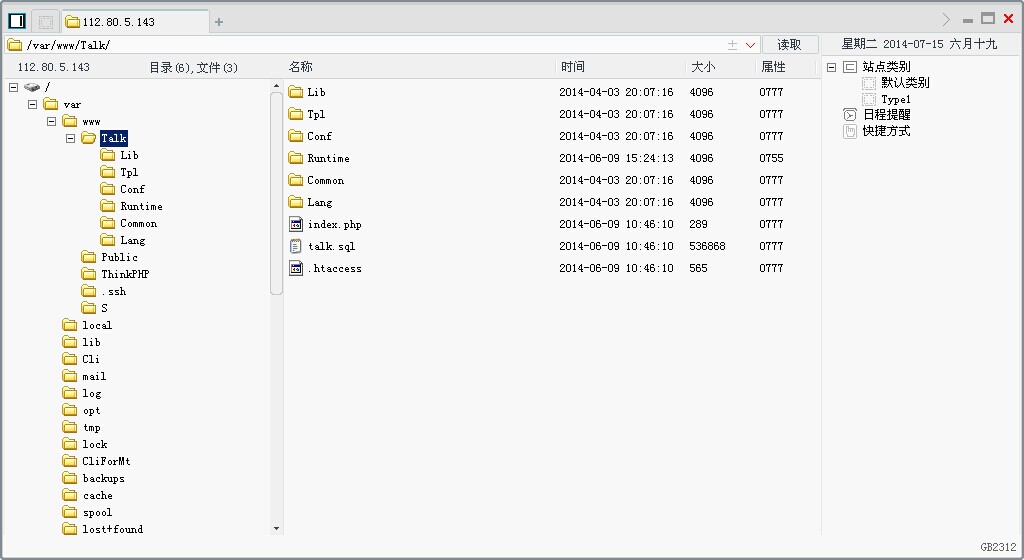 112.80.5.143
/var/www/Talk/ 读取 星期二 2014-07-15 六月十九
112.80.5.143 目录(6),文件(3) 名称 时间 大小 属性
/
var
www
Talk
Lib
Tpl
Conf
Runtime
Common
Lang
Public
ThinkPHP
.ssh
S
local
lib
Cli
mail
log
opt
tmp
lock
CliForMt
backups
cache
spool
lost+found
Lib 2014-04-03 20:07:16 4096 0777
Tpl 2014-04-03 20:07:16 4096 0777
Conf 2014-04-03 20:07:16 4096 0777
Runtime 2014-06-09 15:24:13 4096 0755
Common 2014-04-03 20:07:16 4096 0777
Lang 2014-04-03 20:07:16 4096 0777
index.php 2014-06-09 10:46:10 289 0777
talk.sql 2014-06-09 10:46:10 536868 0777
.htaccess 2014-06-09 10:46:10 565 0777
站点类别
默认类别
Type1
日程提醒
快捷方式
GB2312